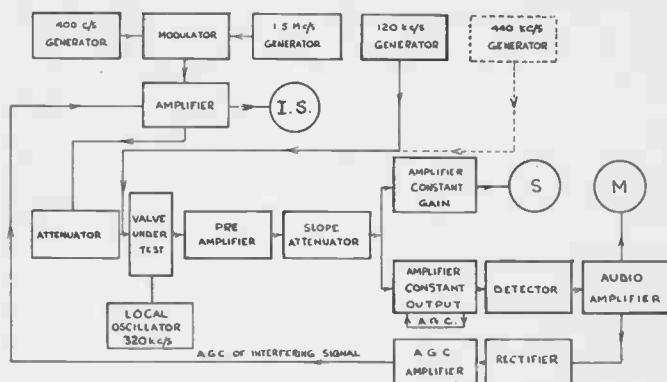 400 c/s
GENERATOR
MODULATOR
1.5 Mc/s
GENERATOR
120 kc/s
GENERATOR
440 kc/s
GENERATOR
AMPLIFIER
I.S.
ATTENUATOR
VALVE
UNDER
TEST
PRE
AMPLIFIER
SLOPE
ATTENUATOR
AMPLIFIER
CONSTANT
GAIN
S
M
AMPLIFIER
CONSTANT
OUTPUT
A.G.C.
DETECTOR
AUDIO
AMPLIFIER
LOCAL
OSCILLATOR
320 kc/s
A.G.C OF INTERFERING SIGNAL
A G C
AMPLIFIER
RECTIFIER